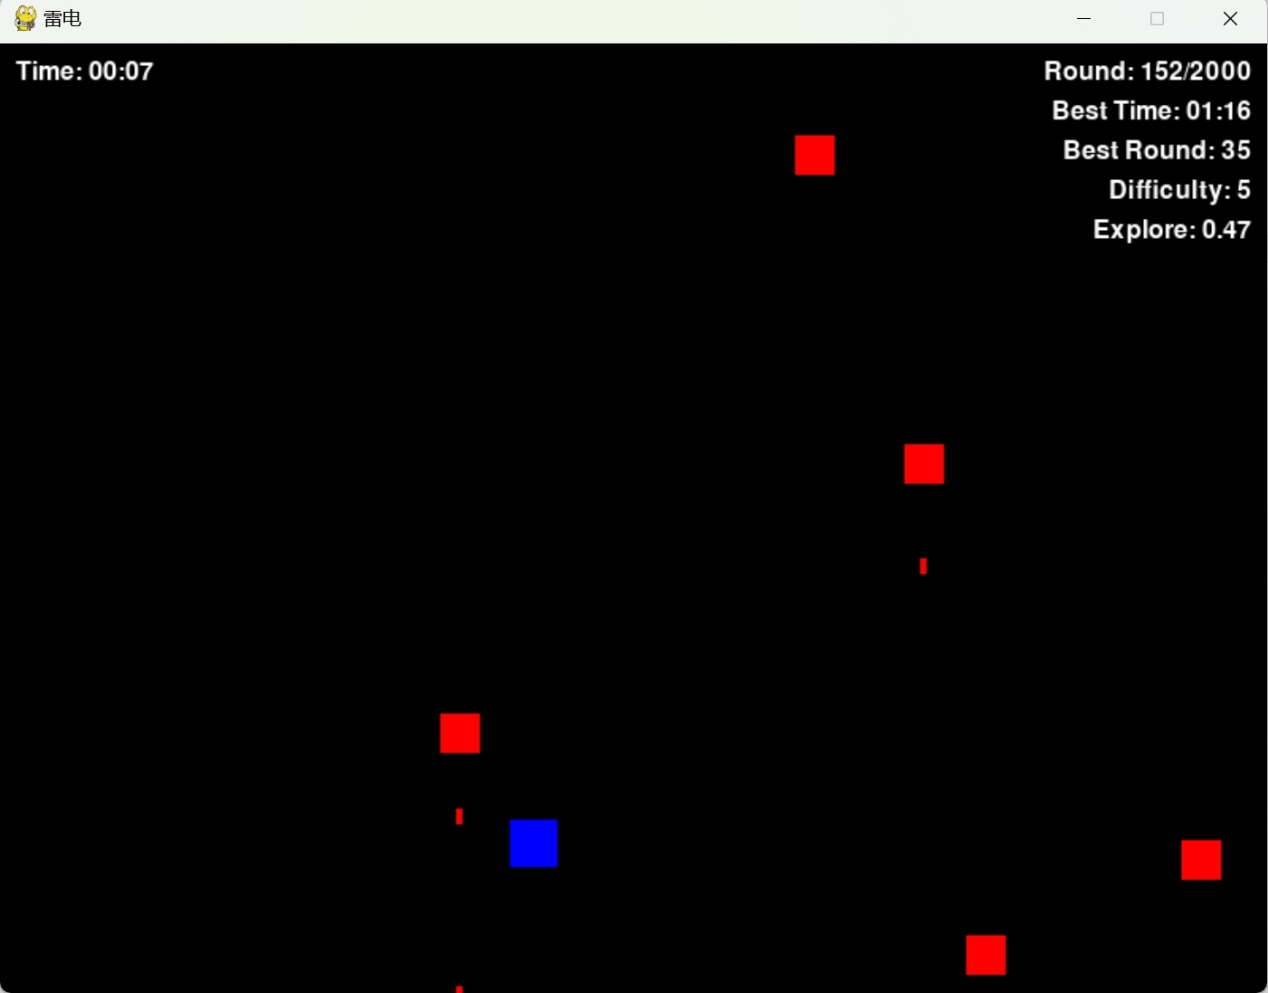 雷电
Time: 00:07
Round: 152/2000
Best Time: 01:16
Best Round: 35
Difficulty: 5
Explore: 0.47